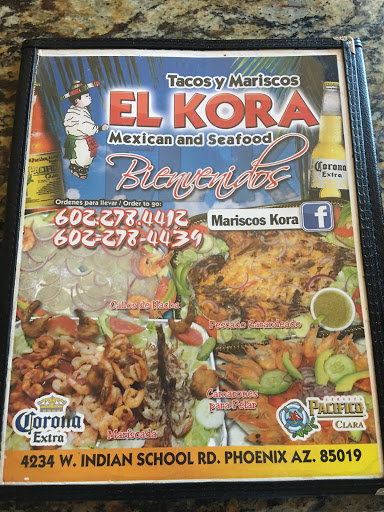 Tacos y Mariscos
EL KORA
Mexican and Seafood
Bienvenidos
Ordenes para llevar / Order to go:
602-278-4412
602-278-4439
Mariscos Kora f
Corona
Extra
Callos de Hacha
Pescado Zarandeado
Mariscada
Camarones
para Pelar
Corona
Extra
PACIFICO
CLARA
4234 W. INDIAN SCHOOL RD. PHOENIX AZ. 85019